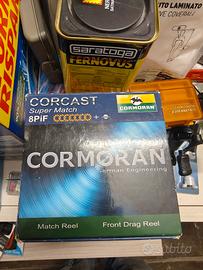 saratoga
FERNOVUS
CORCAST
Super Match
8PiF
CORMORAN
CORMORAN
German Engineering
Match Reel
Front Drag Reel
subito